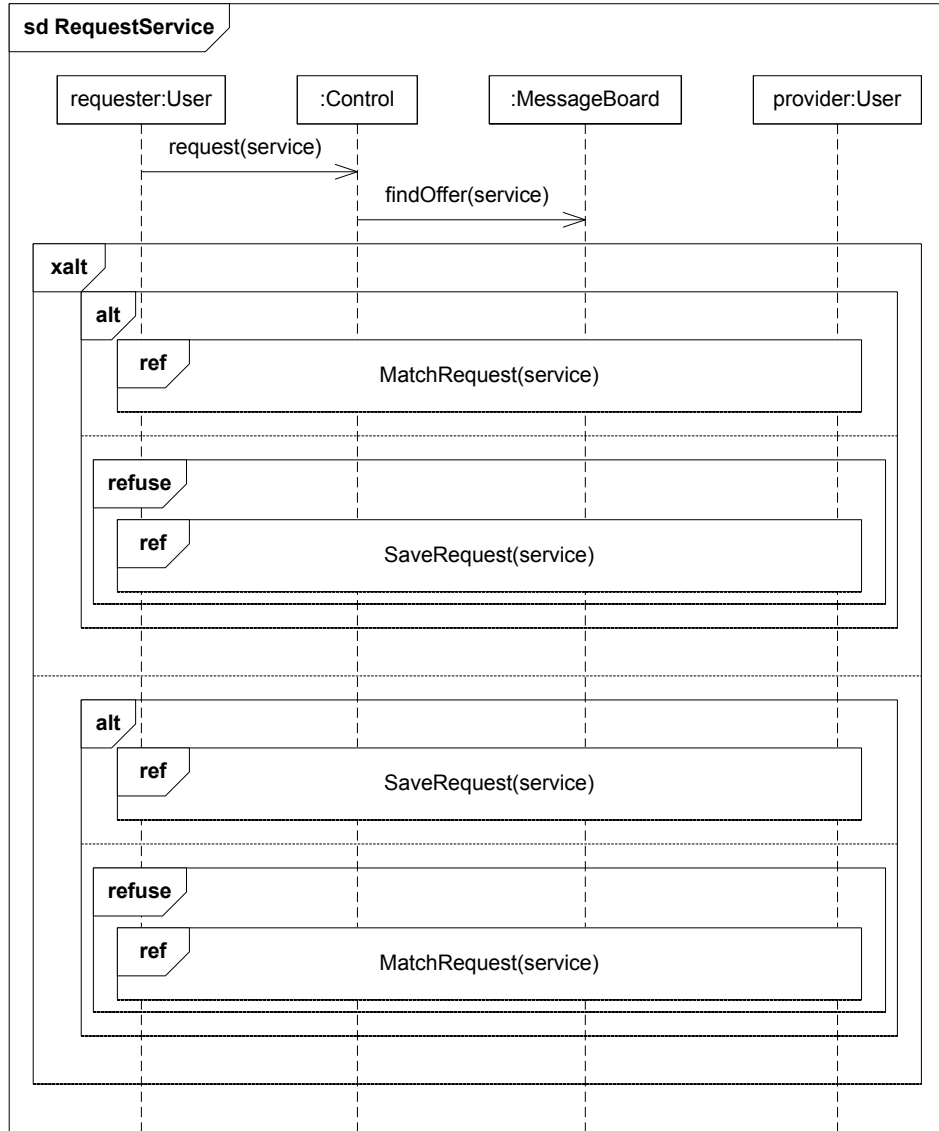 sd RequestService
requester:User :Control :MessageBoard provider:User
request(service)
findOffer(service)
xalt
alt
ref
MatchRequest(service)
refuse
ref
SaveRequest(service)
alt
ref
SaveRequest(service)
refuse
ref
MatchRequest(service)